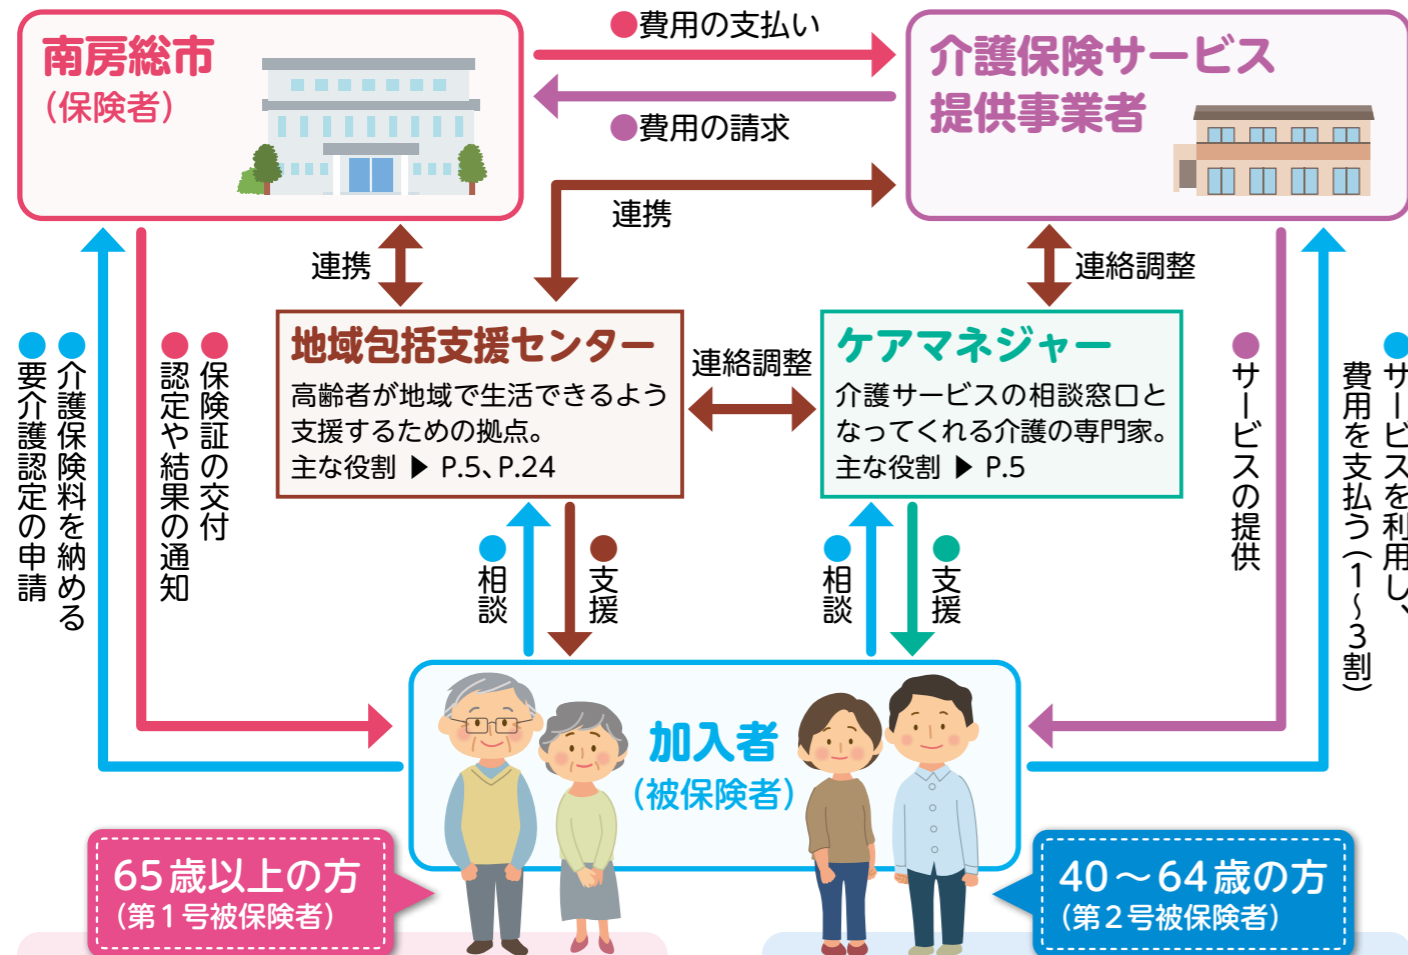 南房総市
（保険者）
●費用の支払い
●費用の請求
介護保険サービス
提供事業者
連携
連携
連絡調整
地域包括支援センター
高齢者が地域で生活できるよう
支援するための拠点。
主な役割 ▶ P.5、P.24
連絡調整
ケアマネジャー
介護サービスの相談窓口と
なってくれる介護の専門家。
主な役割 ▶ P.5
●介護保険料を納める
●要介護認定の申請
●保険証の交付
●認定や結果の通知
●相談
●支援
●相談
●支援
●サービスの提供
●サービスを利用し、
費用を支払う（1～3割）
加入者
（被保険者）
65歳以上の方
（第1号被保険者）
40～64歳の方
（第2号被保険者）